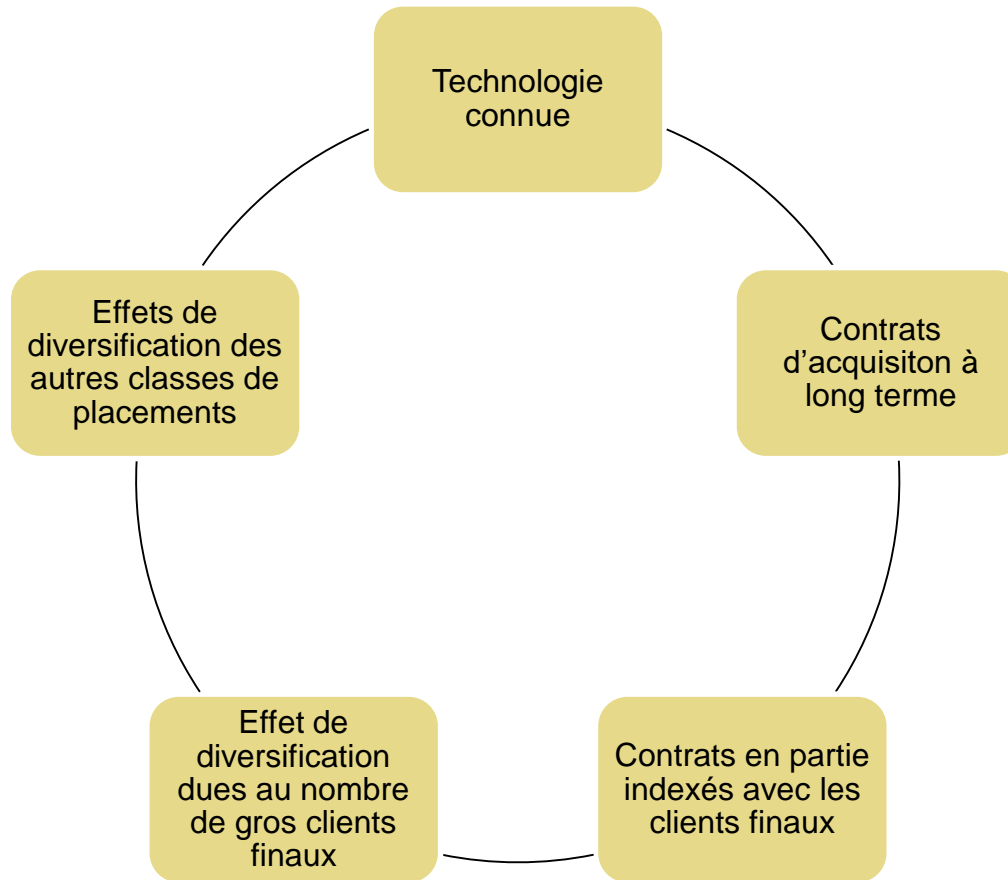 Technologie
connue
Contrats
d’acquisiton à
long terme
Contrats en partie
indexés avec les
clients finaux
Effet de
diversification
dues au nombre
de gros clients
finaux
Effets de
diversification des
autres classes de
placements